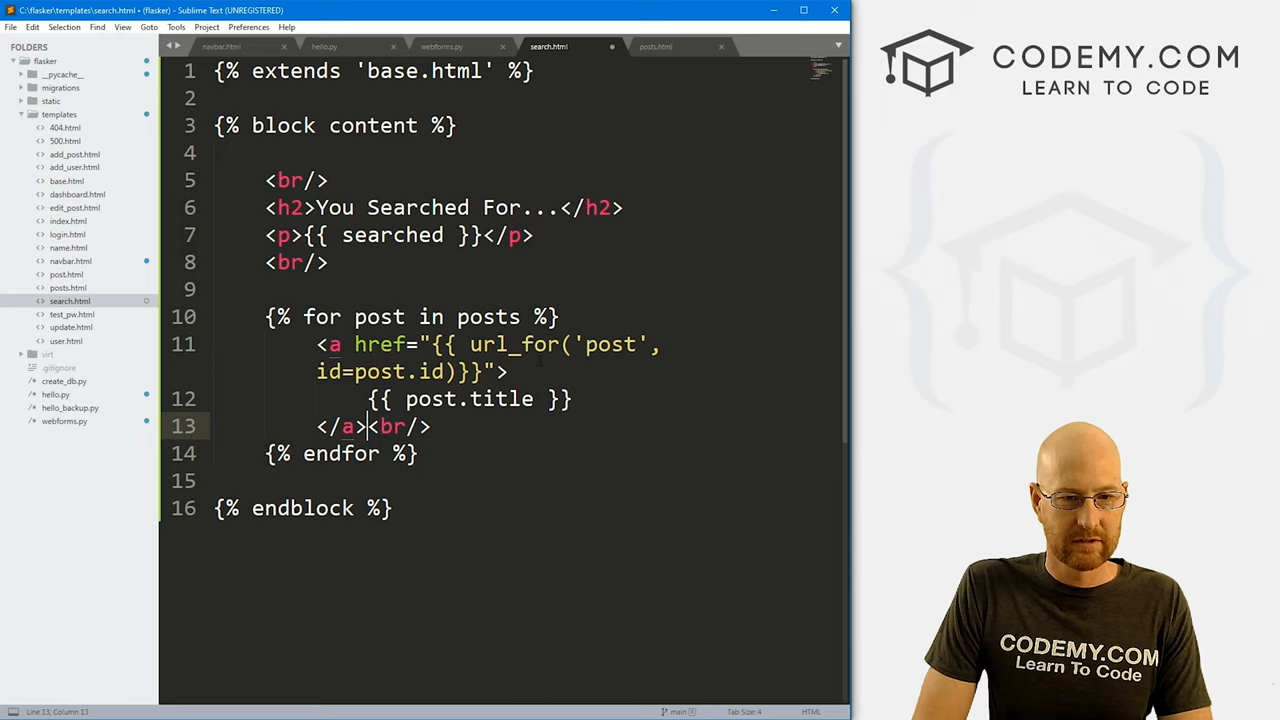 C:\flasker\templates\search.html • (flasker) - Sublime Text (UNREGISTERED)
File Edit Selection Find View Goto Tools Project Preferences Help
FOLDERS
flasker
__pycache__
migrations
static
templates
404.html
500.html
add_post.html
add_user.html
base.html
dashboard.html
edit_post.html
index.html
login.html
name.html
navbar.html
post.html
posts.html
search.html
test_pw.html
update.html
user.html
virt
.gitignore
create_db.py
hello.py
hello_backup.py
webforms.py
navbar.html hello.py webforms.py search.html posts.html
1 {% extends 'base.html' %}
2
3 {% block content %}
4
5 <br/>
6 <h2>You Searched For...</h2>
7 <p>{{ searched }}</p>
8 <br/>
9
10 {% for post in posts %}
11 <a href="{{ url_for('post',
id=post.id)}}">
12 {{ post.title }}
13 </a><br/>
14 {% endfor %}
15
16 {% endblock %}
Line 13, Column 13 main 8 Tab Size: 4 HTML
CODEMY.COM
LEARN TO CODE
CODEMY.COM
Learn To Code